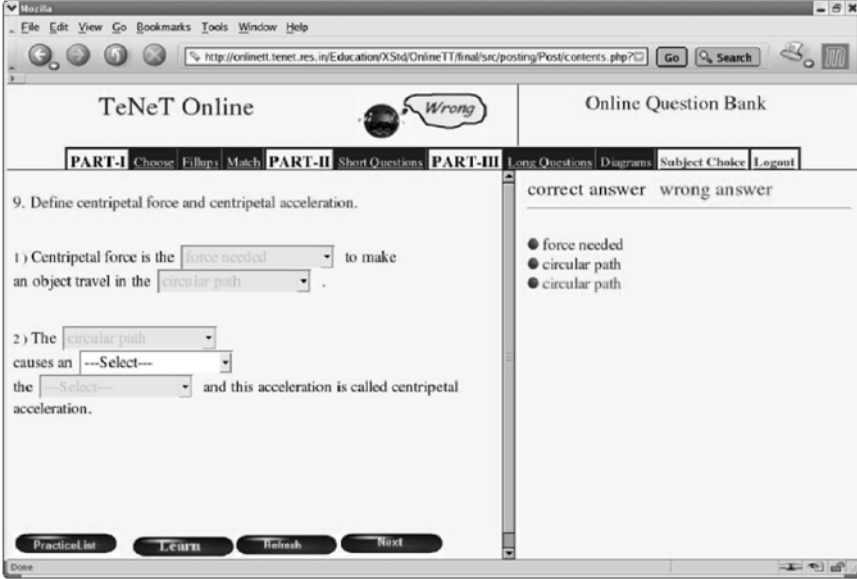 Mozilla
File Edit View Go Bookmarks Tools Window Help
http://onlinett.tenet.res.in/Education/XStd/OnlineTT/final/src/posting/Post/contents.php? Go Search
TeNeT Online
Wrong
Online Question Bank
PART-I Choose Fillups Match PART-II Short Questions PART-III Long Questions Diagrams Subject Choice Logout
9. Define centripetal force and centripetal acceleration.
1 ) Centripetal force is the force needed to make
an object travel in the circular path .
2 ) The circular path
causes an ---Select---
the ---Select--- and this acceleration is called centripetal
acceleration.
PracticeList Learn Refresh Next
correct answer wrong answer
force needed
circular path
circular path
Done